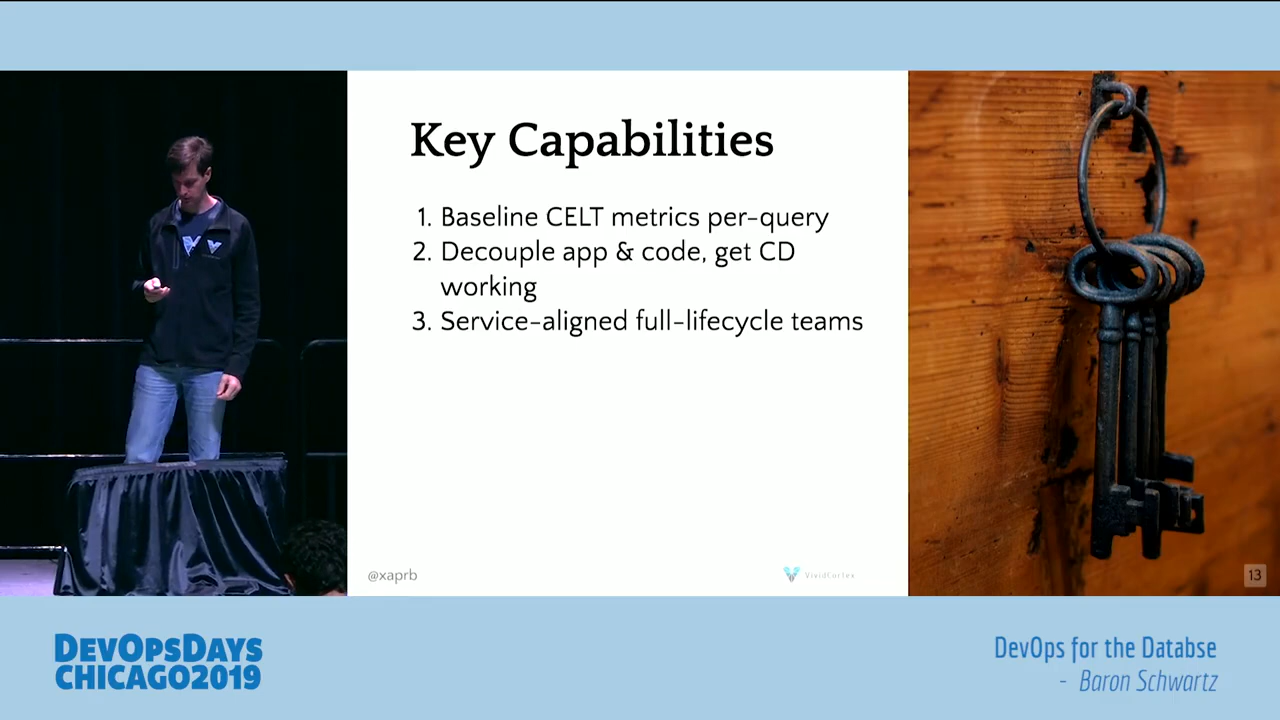 Key Capabilities
1. Baseline CELT metrics per-query
2. Decouple app & code, get CD
working
3. Service-aligned full-lifecycle teams
@xaprb
VividCortex
13
DEVOPSDAYS
CHICAGO2019
DevOps for the Databse
- Baron Schwartz